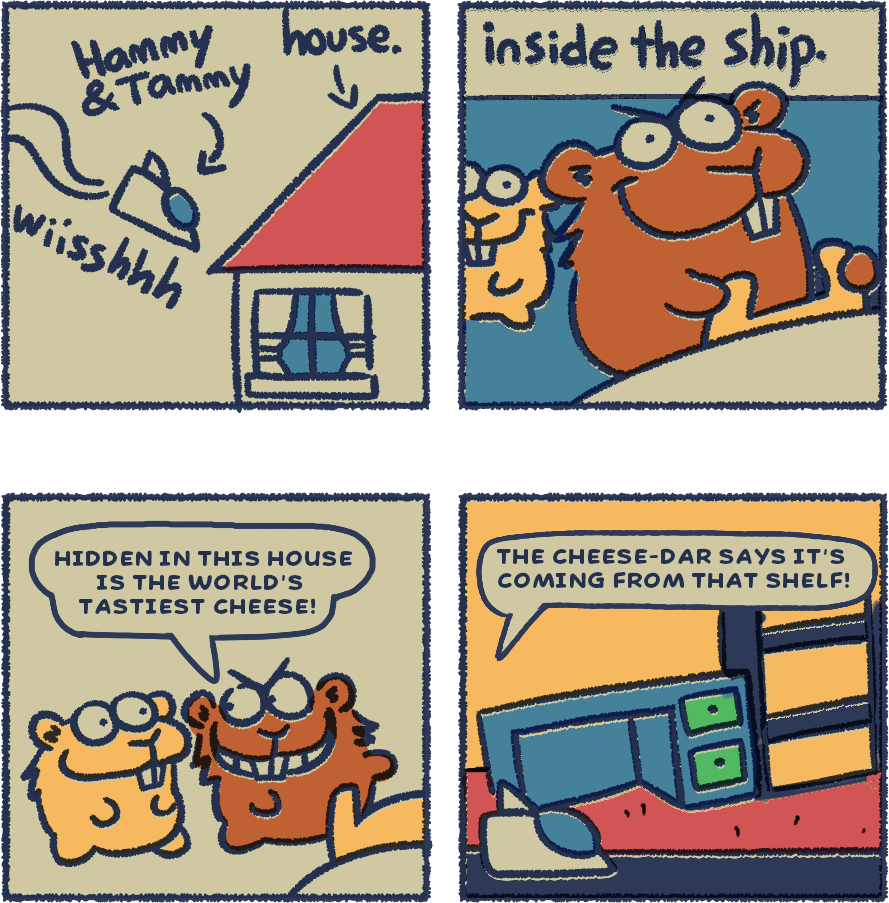 Hammy
& Tammy
house.
wiisshhh
inside the ship.
HIDDEN IN THIS HOUSE
IS THE WORLD'S
TASTIEST CHEESE!
THE CHEESE-DAR SAYS IT'S
COMING FROM THAT SHELF!